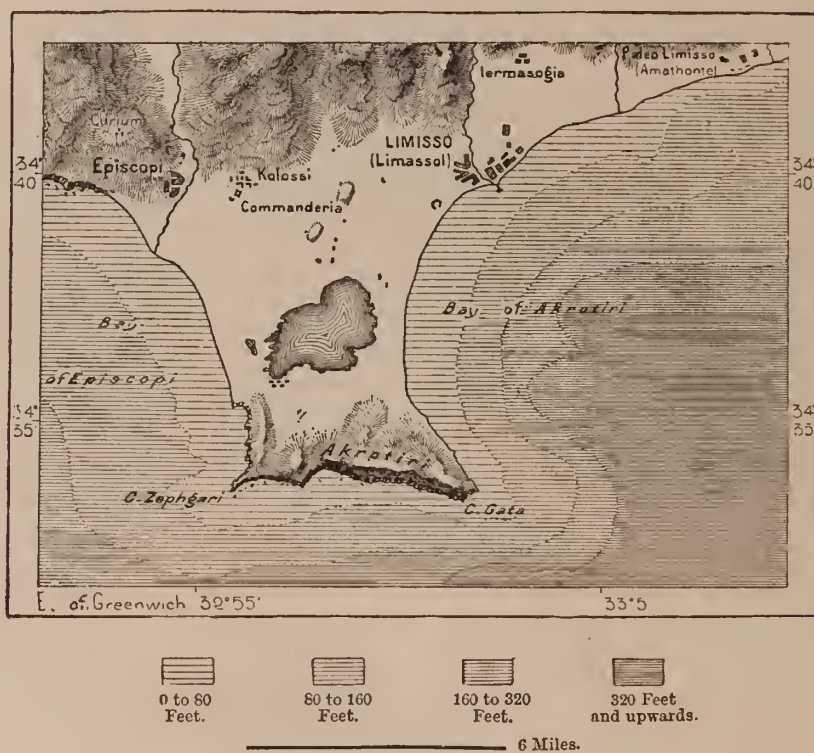 Iermasogia
Paleo Limisso
(Amathonte)
Curium
LIMISSO
(Limassol)
34°
40'
Episcopi
Kolossi
34°
40
Commanderia
Bay
of Episcopi
Bay of Akrotiri
34°
35'
34°
35'
Akrotiri
C. Zephgari
C. Gata
E. of Greenwich 32°55'
33°5
0 to 80
Feet.
80 to 160
Feet.
160 to 320
Feet.
320 Feet
and upwards.
6 Miles.